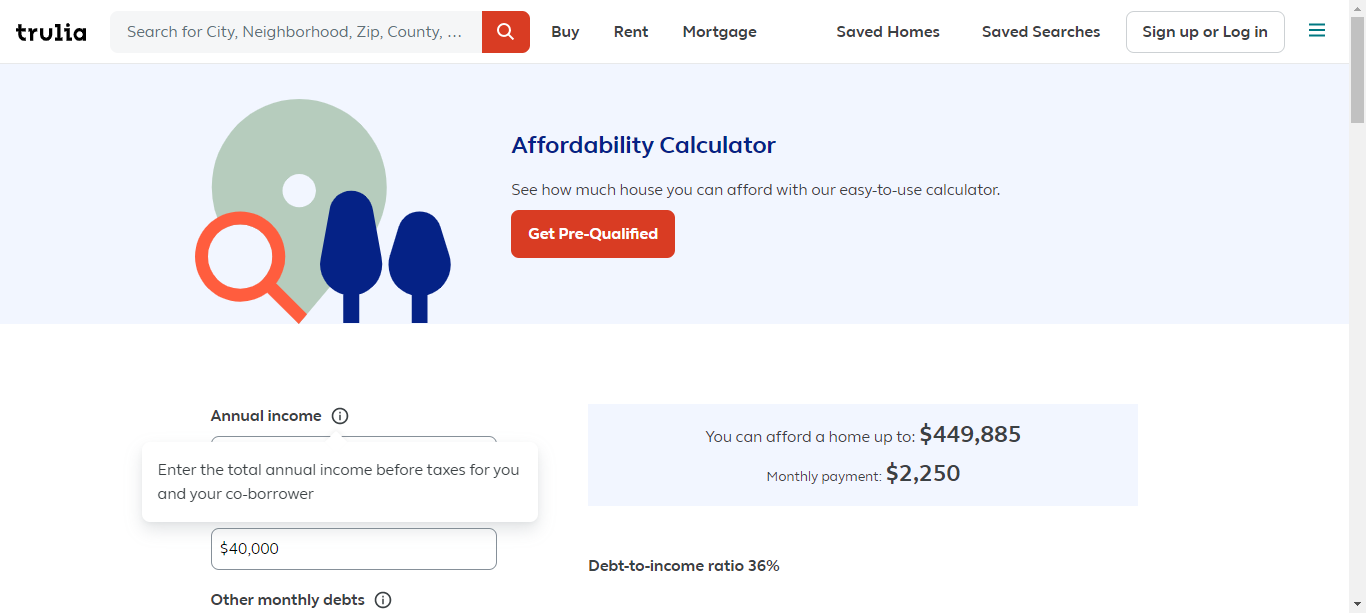 trulia
Search for City, Neighborhood, Zip, County, ...
Buy
Rent
Mortgage
Saved Homes
Saved Searches
Sign up or Log in
Affordability Calculator
See how much house you can afford with our easy-to-use calculator.
Get Pre-Qualified
Annual income
Enter the total annual income before taxes for you
and your co-borrower
$40,000
Other monthly debts
You can afford a home up to: $449,885
Monthly payment: $2,250
Debt-to-income ratio 36%